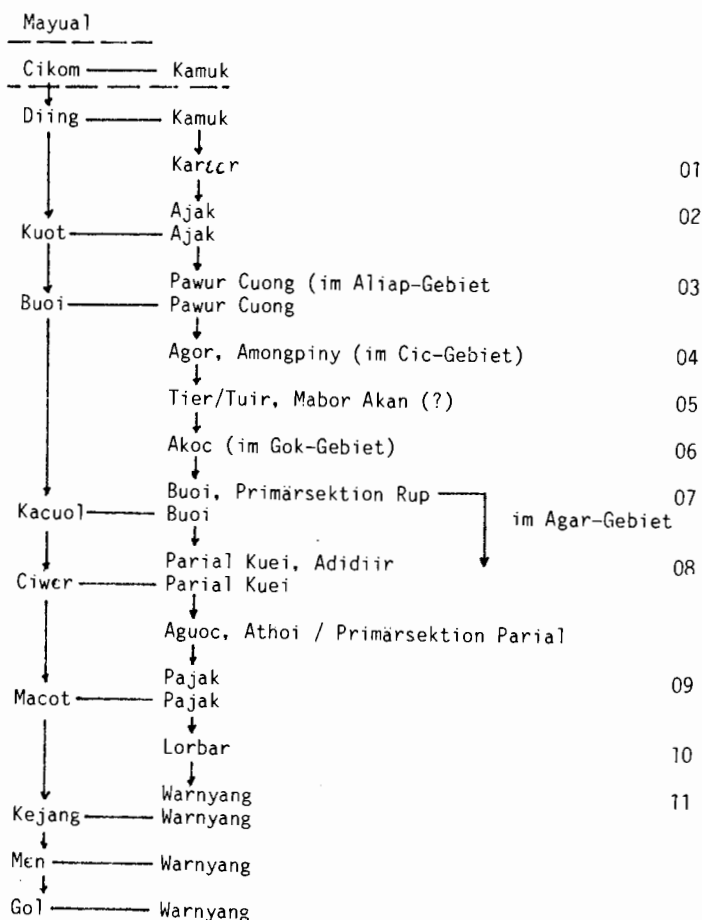 Mayual
Cikom Kamuk
Diing Kamuk
Karɛɛr 01
Ajak 02
Kuot Ajak
Pawur Cuong (im Aliap-Gebiet 03
Buoi Pawur Cuong
Agor, Amongpiny (im Cic-Gebiet) 04
Tier/Tuir, Mabor Akan (?) 05
Akoc (im Gok-Gebiet) 06
Buoi, Primärsektion Rup 07
Kacuol Buoi im Agar-Gebiet
Parial Kuei, Adidiir 08
Ciwɛr Parial Kuei
Aguoc, Athoi / Primärsektion Parial
Pajak 09
Macot Pajak
Lorbar 10
Warnyang 11
Kejang Warnyang
Mɛn Warnyang
Gol Warnyang